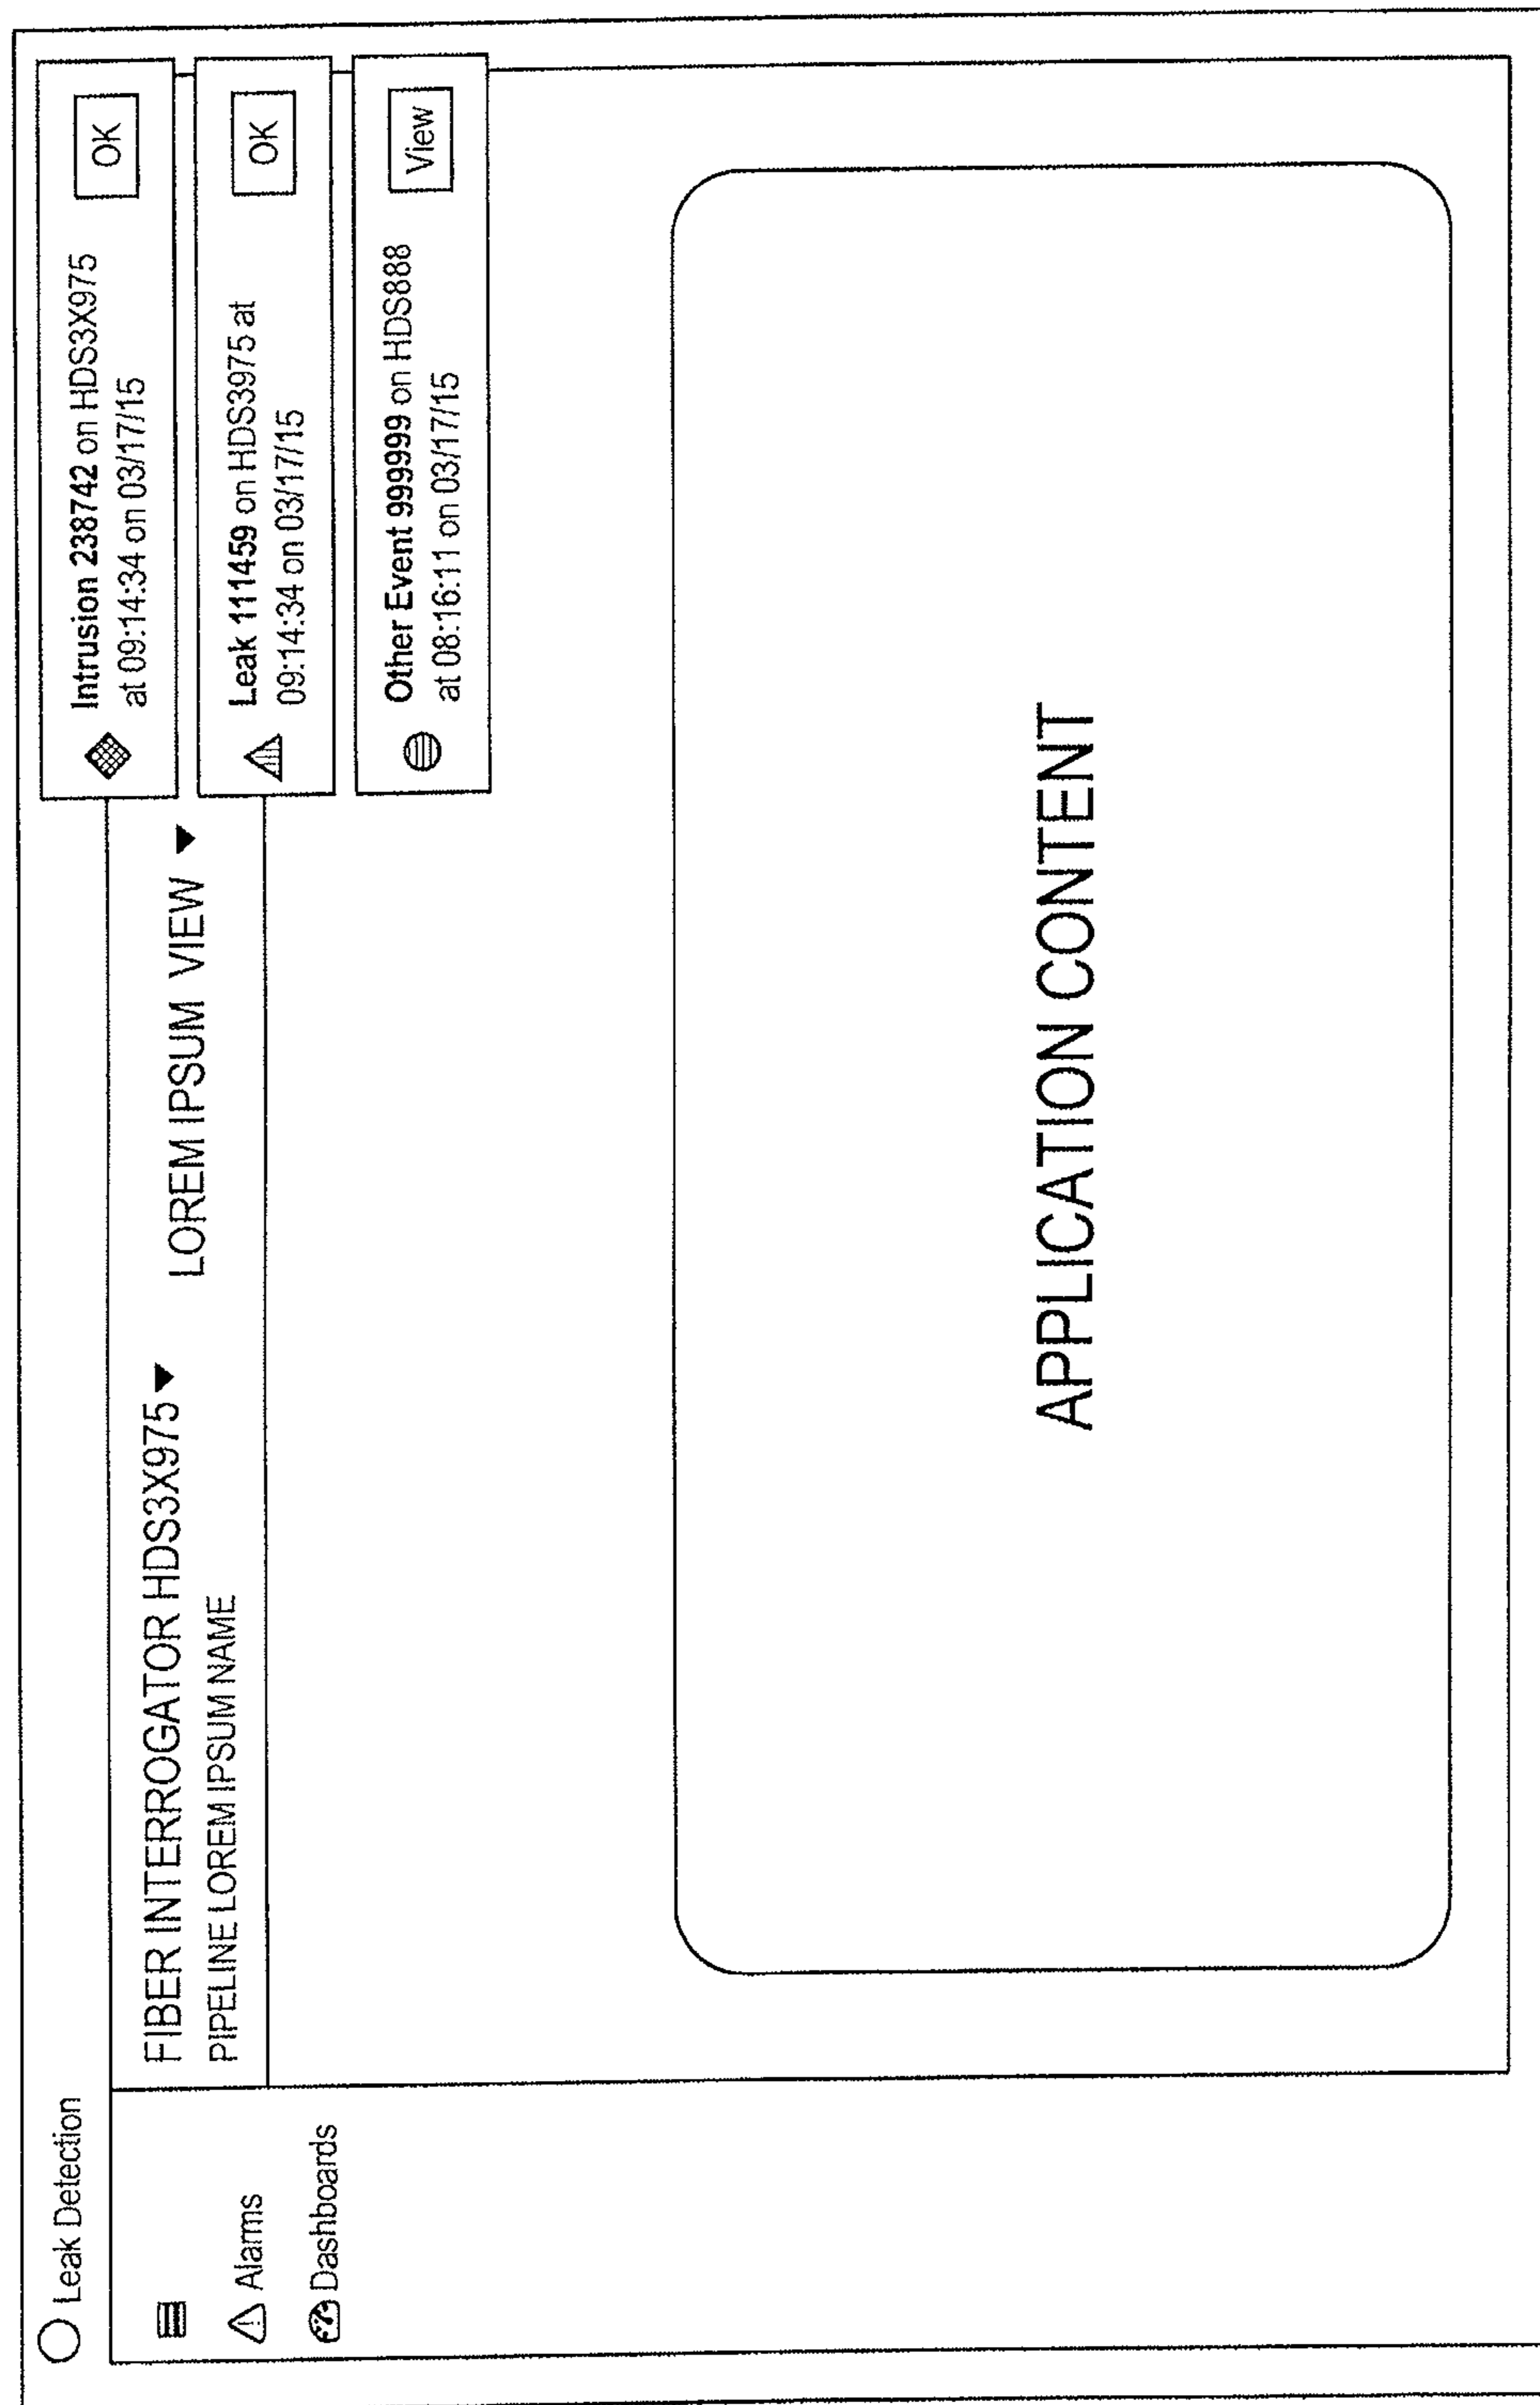 Leak Detection
Alarms
Dashboards
FIBER INTERROGATOR HDS3X975
PIPELINE LOREM IPSUM NAME
LOREM IPSUM VIEW
Intrusion 238742 on HDS3X975
at 09:14:34 on 03/17/15
OK
Leak 111459 on HDS3975 at
09:14:34 on 03/17/15
OK
Other Event 999999 on HDS888
at 08:16:11 on 03/17/15
View
APPLICATION CONTENT